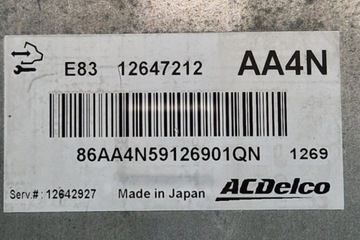 E83 12647212 AA4N
86AA4N59126901QN 1269
Serv.#: 12642927 Made in Japan ACDelco